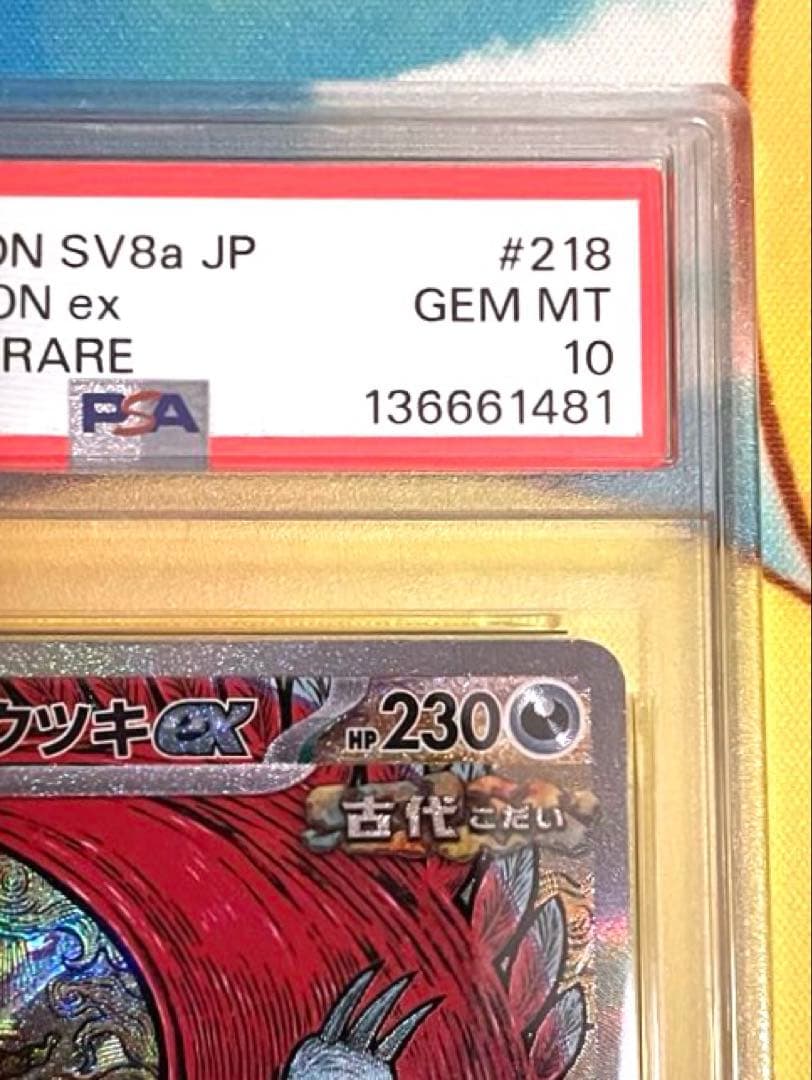 ON SV8a JP #218
ON ex GEM MT
RARE 10
PSA 136661481
ウツキex HP230
古代 こだい